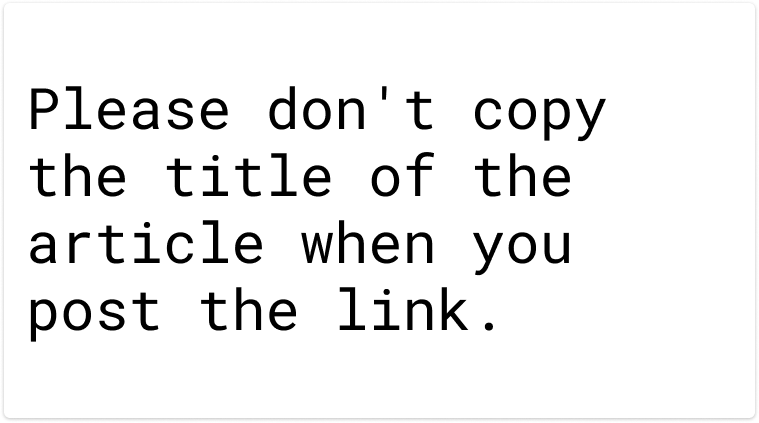 Please don't copy
the title of the
article when you
post the link.